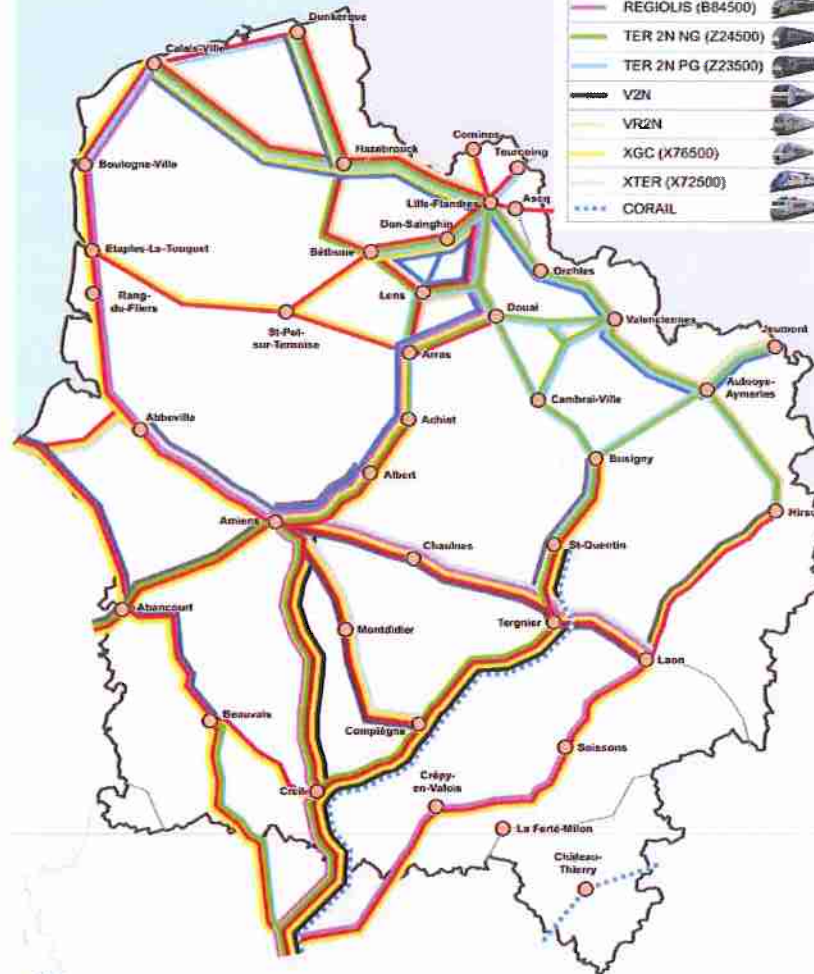 REGIOLIS (B84500)
TER 2N NG (Z24500)
TER 2N PG (Z23500)
V2N
VR2N
XGC (X76500)
XTER (X72500)
CORAIL
Dunkerque
Calais-Ville
Comines
Tourcoing
Hazebrouck
Boulogne-Ville
Lille-Flandres
Ascq
Don-Sainghin
Etaples-Le-Touquet
Béthune
Orchies
Rang-
du-Fliers
Lens
Douai
Valenciennes
St-Pol-
sur-Ternoise
Jeumont
Arras
Aulnoye-
Aymeries
Abbeville
Achiet
Cambrai-Ville
Busigny
Albert
Amiens
Hirson
Chaulnes
St-Quentin
Abancourt
Montdidier
Tergnier
Laon
Beauvais
Compiègne
Soissons
Creil
Crépy-
en-Valois
La Ferté-Milon
Château-
Thierry